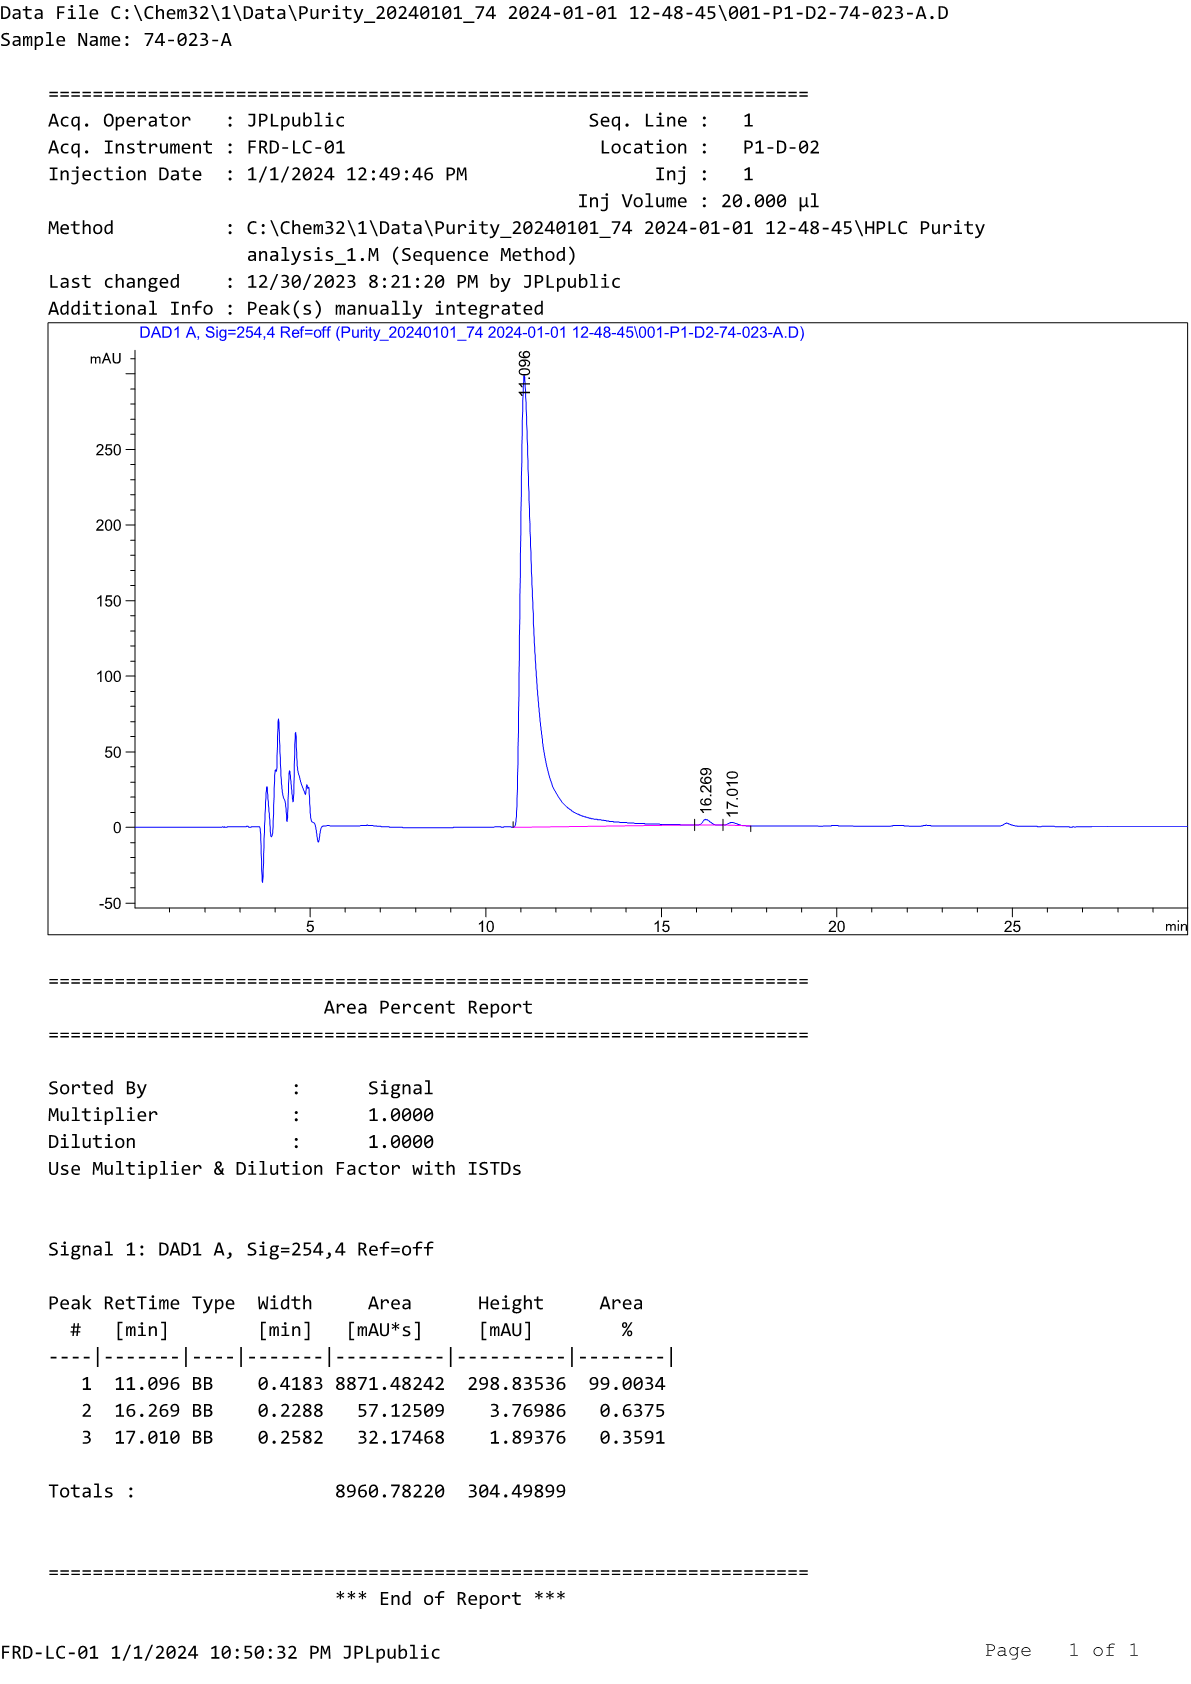 Data File C:\Chem32\1\Data\Purity_20240101_74 2024-01-01 12-48-45\001-P1-D2-74-023-A.D
Sample Name: 74-023-A
=====================================================================
Acq. Operator   : JPLpublic                      Seq. Line :   1
Acq. Instrument : FRD-LC-01                       Location :   P1-D-02
Injection Date  : 1/1/2024 12:49:46 PM                 Inj :   1
Inj Volume : 20.000 µl
Method          : C:\Chem32\1\Data\Purity_20240101_74 2024-01-01 12-48-45\HPLC Purity
analysis_1.M (Sequence Method)
Last changed    : 12/30/2023 8:21:20 PM by JPLpublic
Additional Info : Peak(s) manually integrated
DAD1 A, Sig=254,4 Ref=off (Purity_20240101_74 2024-01-01 12-48-45\001-P1-D2-74-023-A.D)
mAU
11.096
250
200
150
100
50
16.269
17.010
0
-50
5 10 15 20 25 min
=====================================================================
Area Percent Report
=====================================================================
Sorted By             :      Signal
Multiplier            :      1.0000
Dilution              :      1.0000
Use Multiplier & Dilution Factor with ISTDs
Signal 1: DAD1 A, Sig=254,4 Ref=off
Peak RetTime Type  Width     Area      Height     Area
#   [min]        [min]   [mAU*s]     [mAU]        %
----|-------|----|-------|----------|----------|--------|
1  11.096 BB    0.4183 8871.48242  298.83536  99.0034
2  16.269 BB    0.2288   57.12509    3.76986   0.6375
3  17.010 BB    0.2582   32.17468    1.89376   0.3591
Totals :                  8960.78220  304.49899
=====================================================================
*** End of Report ***
FRD-LC-01 1/1/2024 10:50:32 PM JPLpublic                    Page   1 of 1